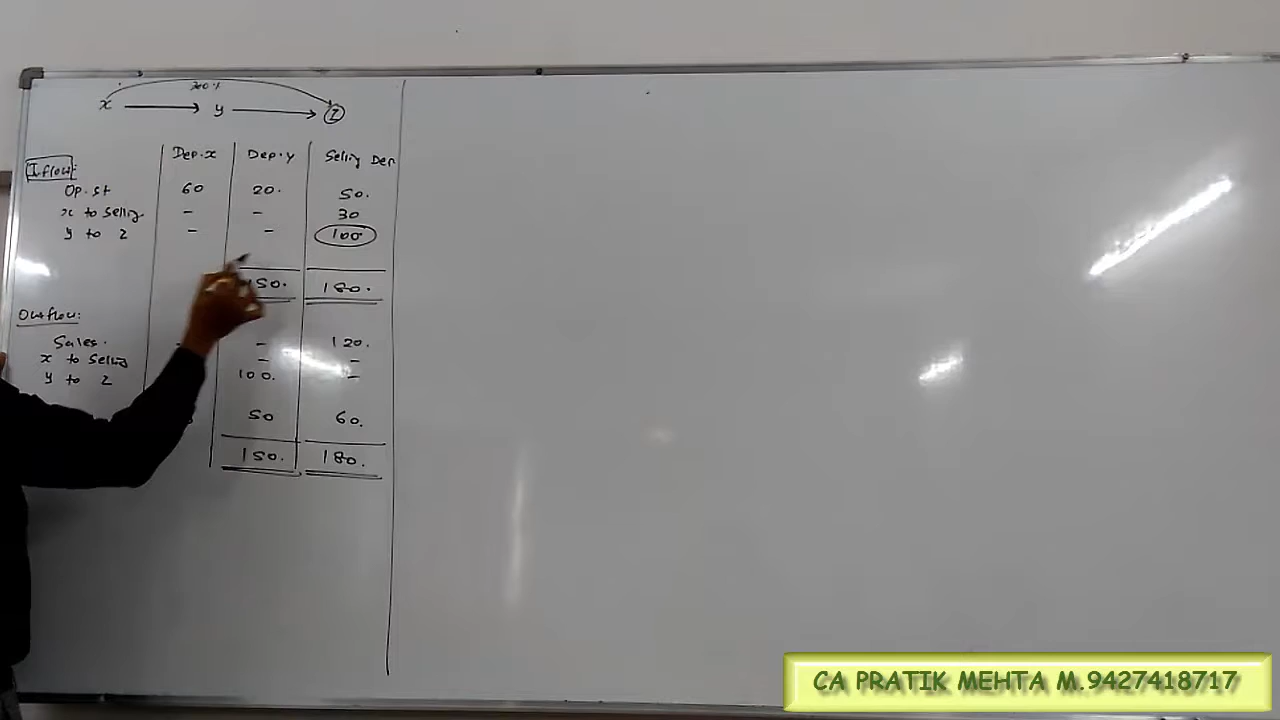 x → y → Z
Dep.x Dep.y Selling Dep
Inflow:
Op.st 60 20. 50.
x to Selling - - 30
y to Z - - 100
150. 180.
Outflow:
Sales. - 120.
x to Selling - -
y to Z 100. -
50 60.
150. 180.
CA PRATIK MEHTA M.9427418717